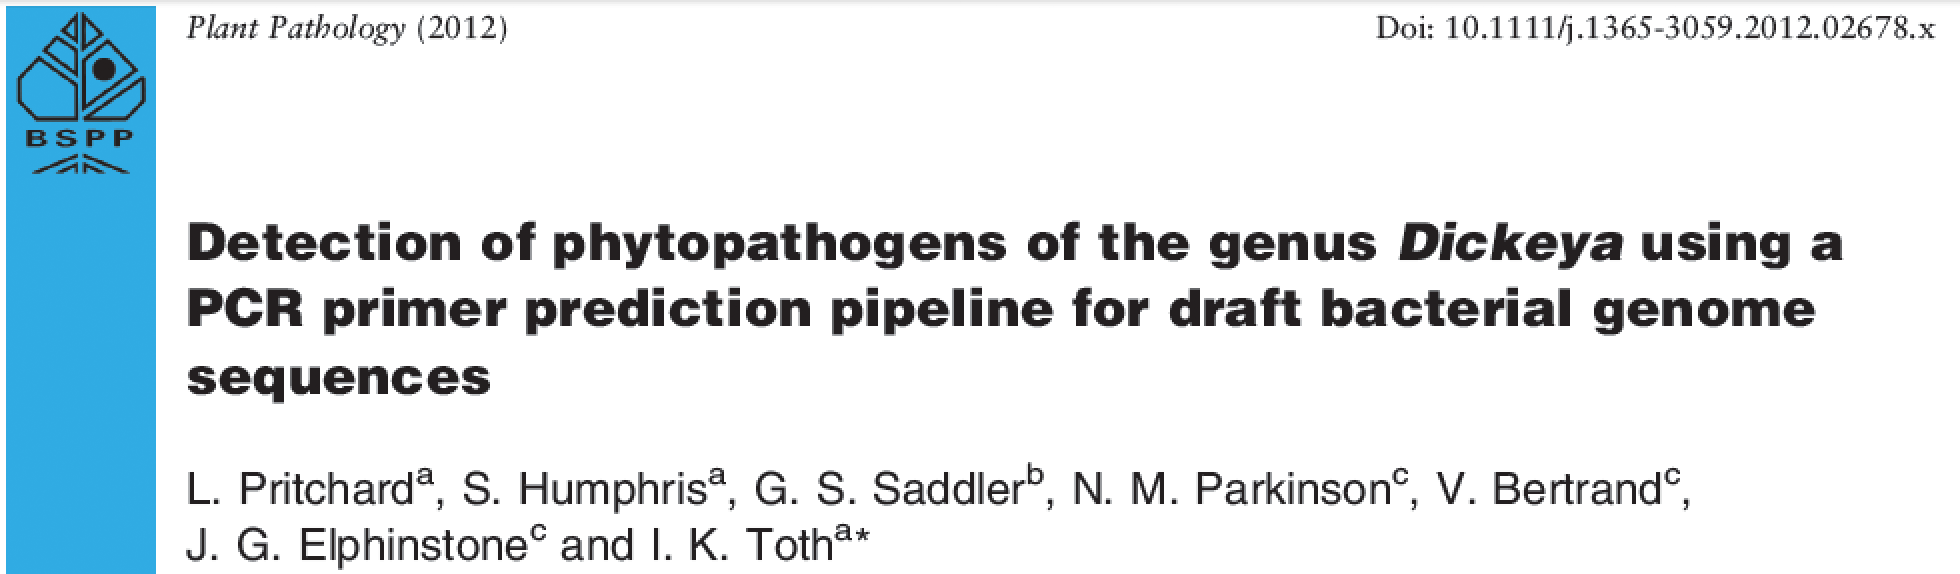 Plant Pathology (2012)
Doi: 10.1111/j.1365-3059.2012.02678.x
BSPP
Detection of phytopathogens of the genus Dickeya using a
PCR primer prediction pipeline for draft bacterial genome
sequences
L. Pritchardᵃ, S. Humphrisᵃ, G. S. Saddlerᵇ, N. M. Parkinsonᶜ, V. Bertrandᶜ,
J. G. Elphinstoneᶜ and I. K. Tothᵃ*